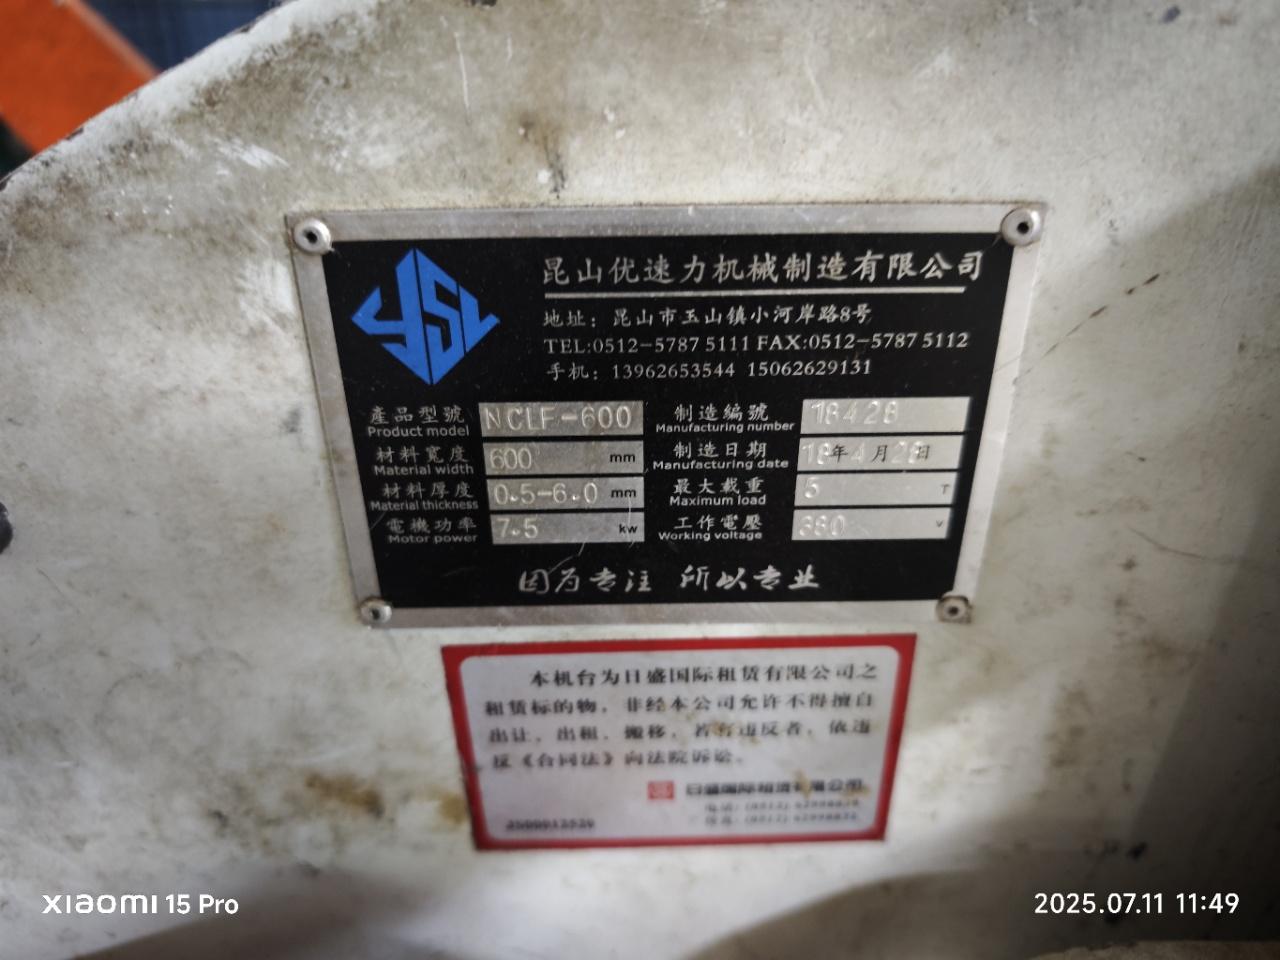 YSL
昆山优速力机械制造有限公司
地址：昆山市玉山镇小河岸路8号
TEL:0512-5787 5111 FAX:0512-5787 5112
手机：13962653544 15062629131
產品型號 NCLF-600 制造編號 18428
Product model Manufacturing number
材料寬度 600 mm 制造日期 18年4月28日
Material width Manufacturing date
材料厚度 0.5-6.0 mm 最大載重 5 T
Material thickness Maximum load
電機功率 7.5 kw 工作電壓 380 v
Motor power Working voltage
因为专注 所以专业
本机台为日盛国际租赁有限公司之
租赁标的物，非经本公司允许不得擅自
出让、出租、搬移，若有违反者，依违
反《合同法》向法院诉讼。
日盛国际租赁有限公司
xiaomi 15 Pro
2025.07.11 11:49